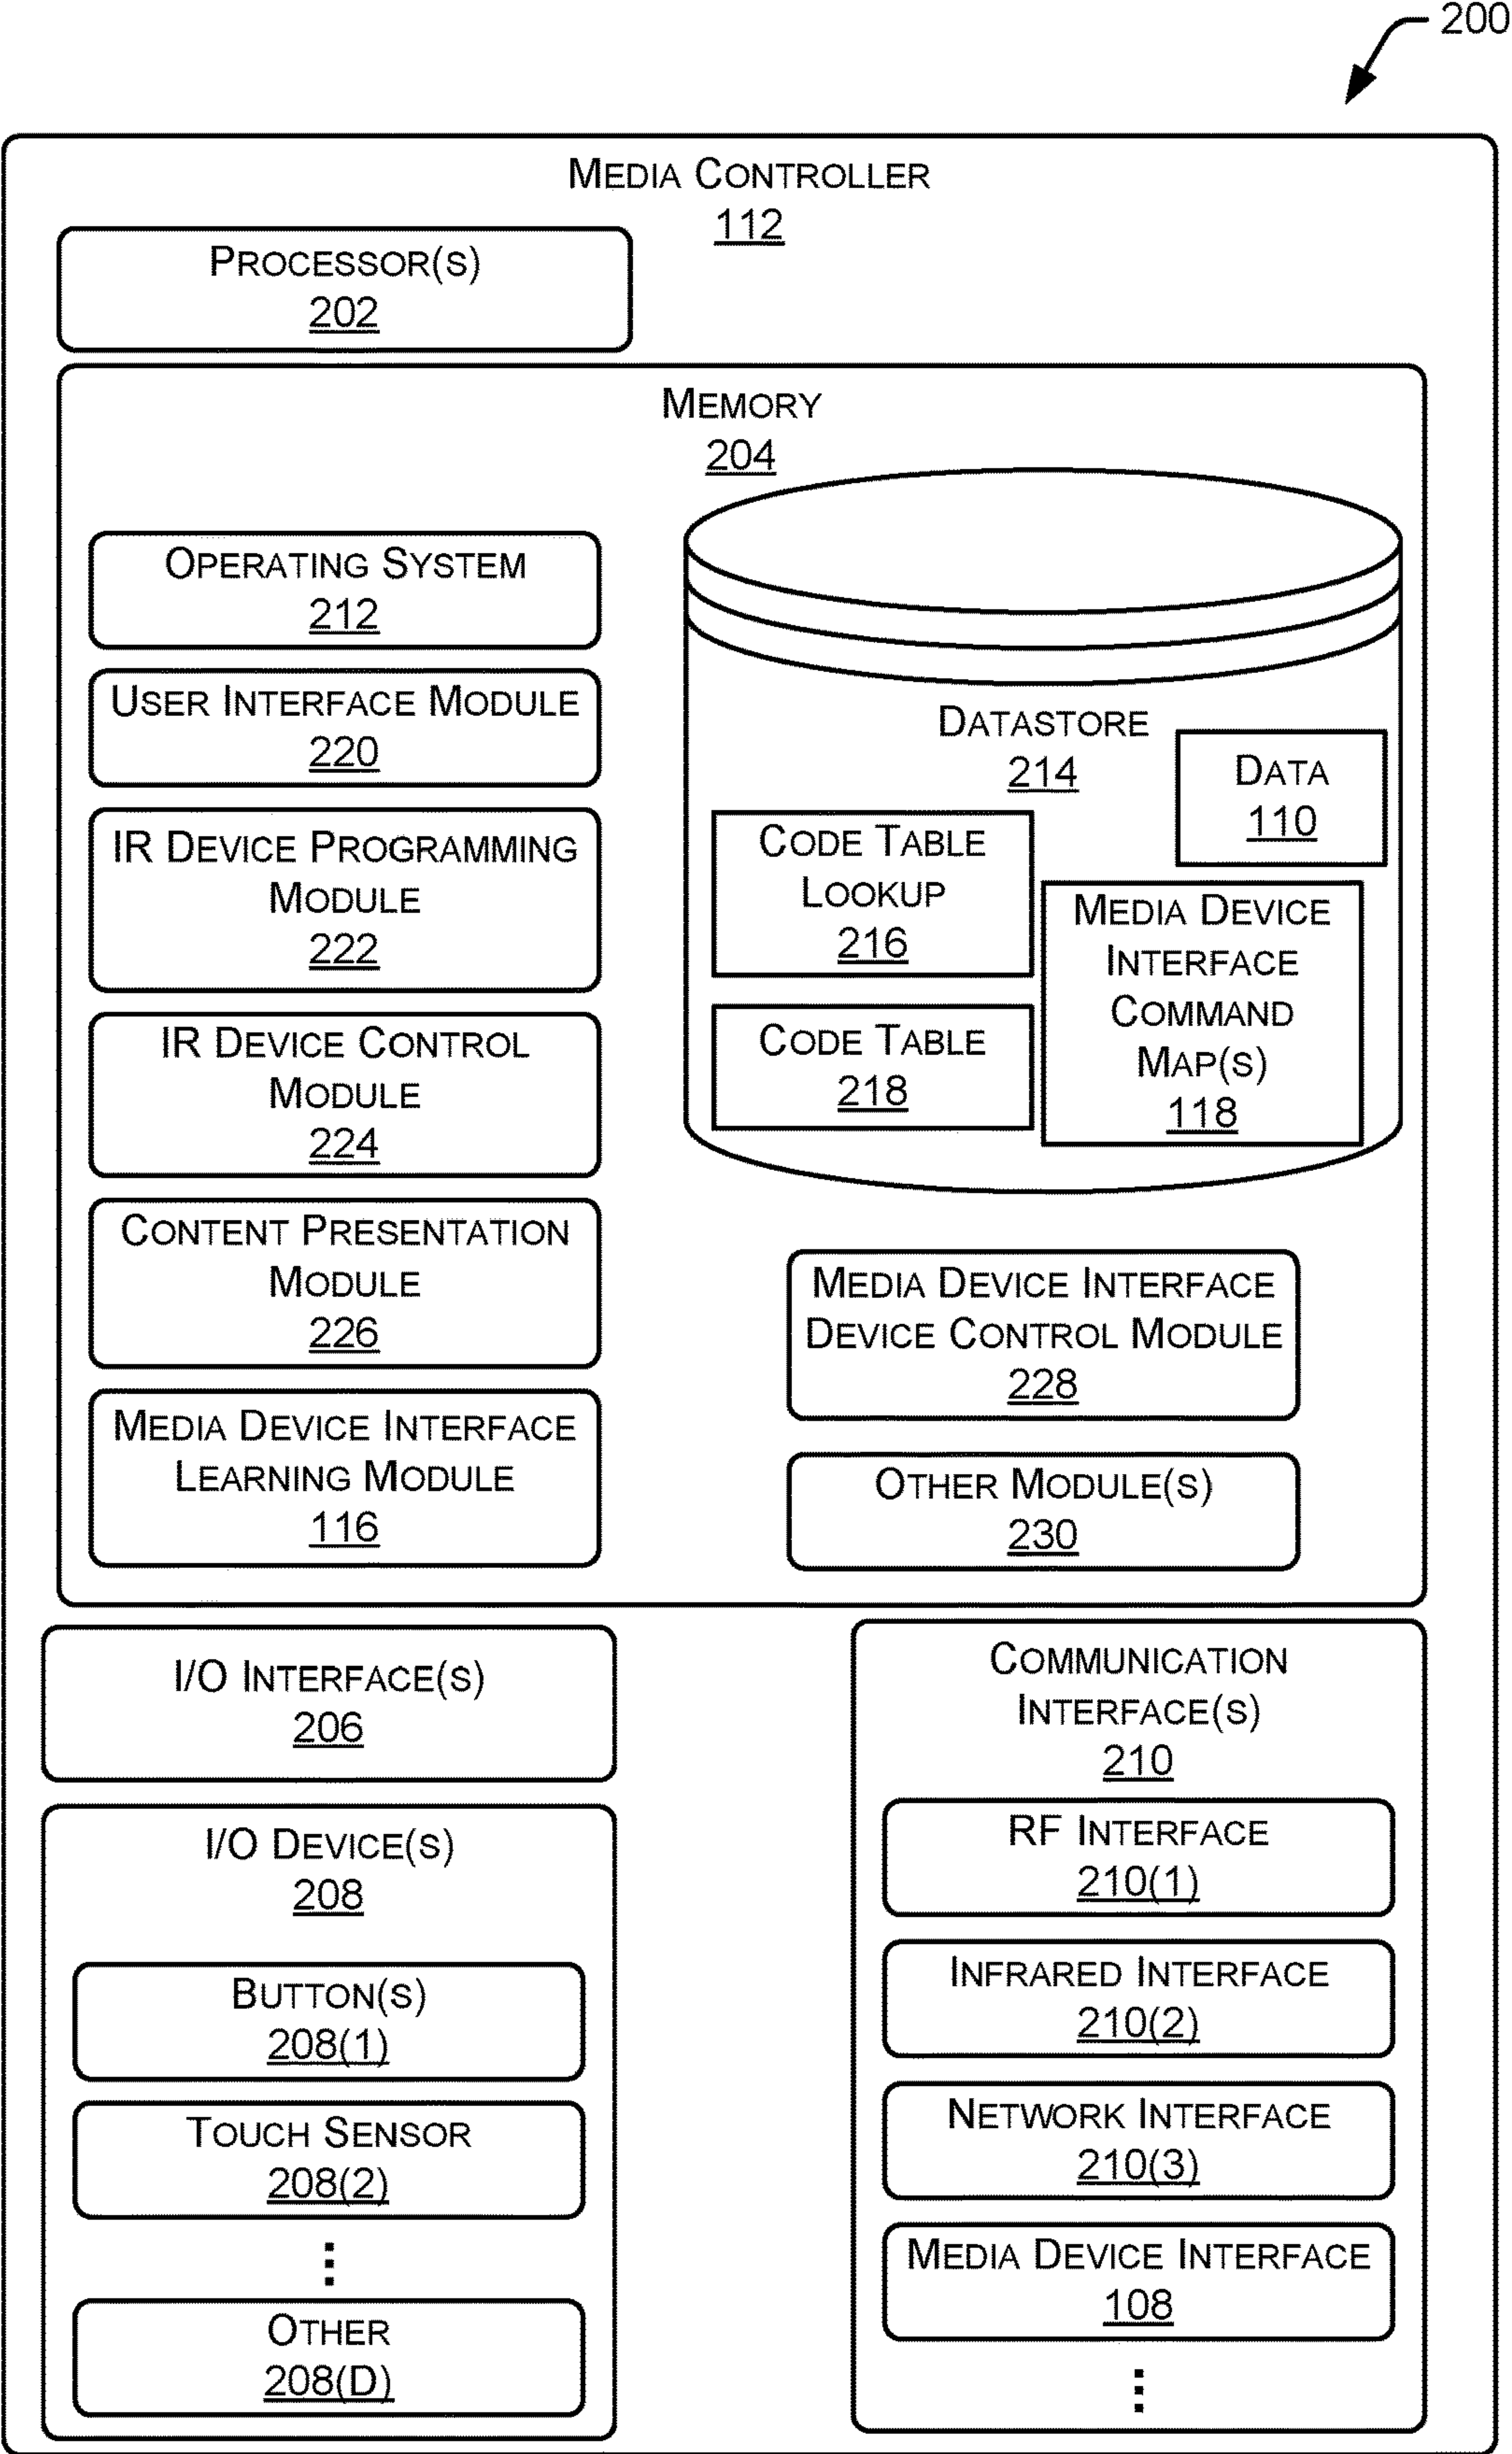 200
MEDIA CONTROLLER
112
PROCESSOR(S)
202
MEMORY
204
OPERATING SYSTEM
212
USER INTERFACE MODULE
220
IR DEVICE PROGRAMMING
MODULE
222
IR DEVICE CONTROL
MODULE
224
CONTENT PRESENTATION
MODULE
226
MEDIA DEVICE INTERFACE
LEARNING MODULE
116
DATASTORE
214
DATA
110
CODE TABLE
LOOKUP
216
CODE TABLE
218
MEDIA DEVICE
INTERFACE
COMMAND
MAP(S)
118
MEDIA DEVICE INTERFACE
DEVICE CONTROL MODULE
228
OTHER MODULE(S)
230
I/O INTERFACE(S)
206
I/O DEVICE(S)
208
BUTTON(S)
208(1)
TOUCH SENSOR
208(2)
OTHER
208(D)
COMMUNICATION
INTERFACE(S)
210
RF INTERFACE
210(1)
INFRARED INTERFACE
210(2)
NETWORK INTERFACE
210(3)
MEDIA DEVICE INTERFACE
108